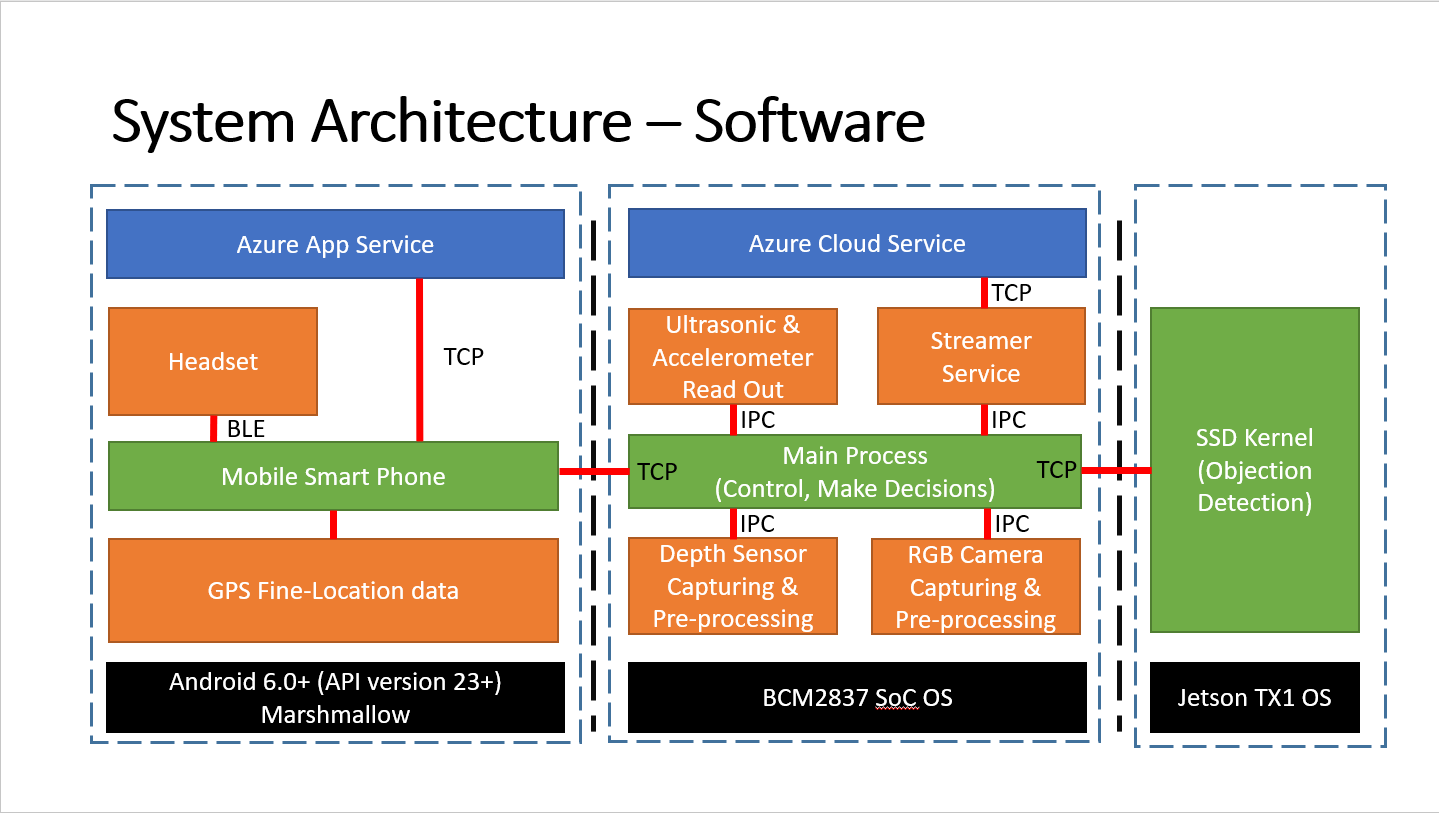 System Architecture – Software
Azure App Service
Headset
TCP
BLE
Mobile Smart Phone
GPS Fine-Location data
Android 6.0+ (API version 23+)
Marshmallow
Azure Cloud Service
TCP
Ultrasonic &
Accelerometer
Read Out
Streamer
Service
IPC
IPC
TCP
Main Process
(Control, Make Decisions)
TCP
IPC
IPC
Depth Sensor
Capturing &
Pre-processing
RGB Camera
Capturing &
Pre-processing
BCM2837 SoC OS
SSD Kernel
(Objection
Detection)
Jetson TX1 OS